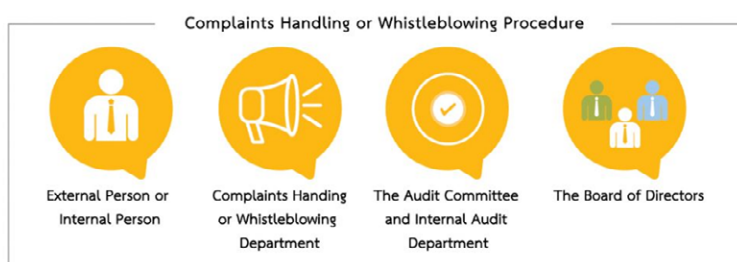 Complaints Handling or Whistleblowing Procedure
External Person or
Internal Person
Complaints Handing
or Whistleblowing
Department
The Audit Committee
and Internal Audit
Department
The Board of Directors